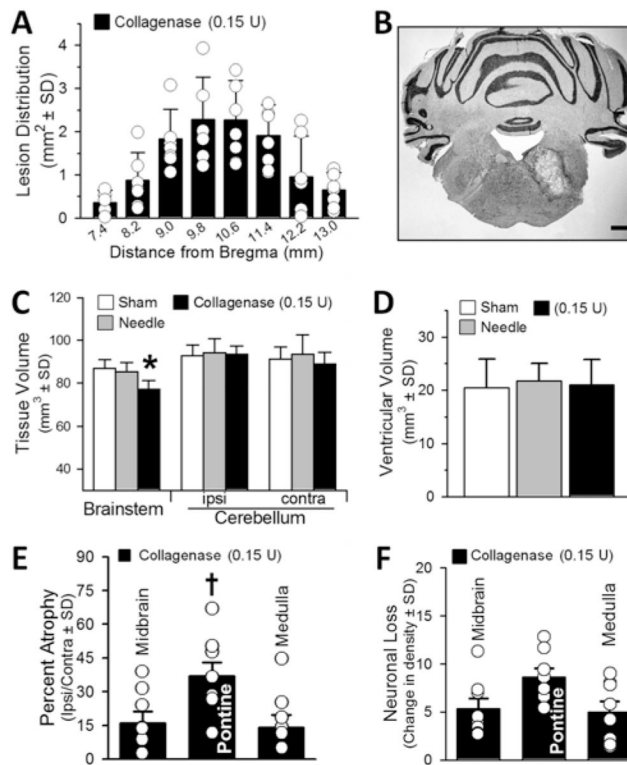 A
Collagenase (0.15 U)
Lesion Distribution
(mm² ± SD)
4
3
2
1
0
7.4 8.2 9.0 9.8 10.6 11.4 12.2 13.0
Distance from Bregma (mm)
B
C
Sham Collagenase (0.15 U)
Needle
Tissue Volume
(mm³ ± SD)
120
100
80
60
40
*
Brainstem
ipsi contra
Cerebellum
D
Sham (0.15 U)
Needle
Ventricular Volume
(mm³ ± SD)
30
20
10
0
E
Collagenase (0.15 U)
Percent Atrophy
(Ipsi/Contra ± SD)
90
75
60
45
30
15
0
Midbrain
†
Pontine
Medulla
F
Collagenase (0.15 U)
Neuronal Loss
(Change in density ± SD)
20
15
10
5
0
Midbrain
Pontine
Medulla